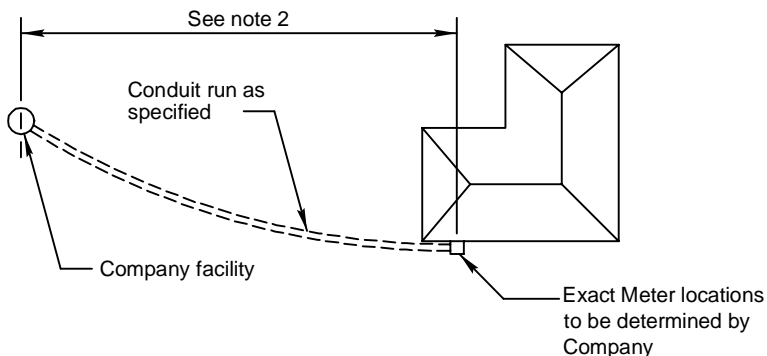 See note 2
Conduit run as
specified
Company facility
Exact Meter locations
to be determined by
Company